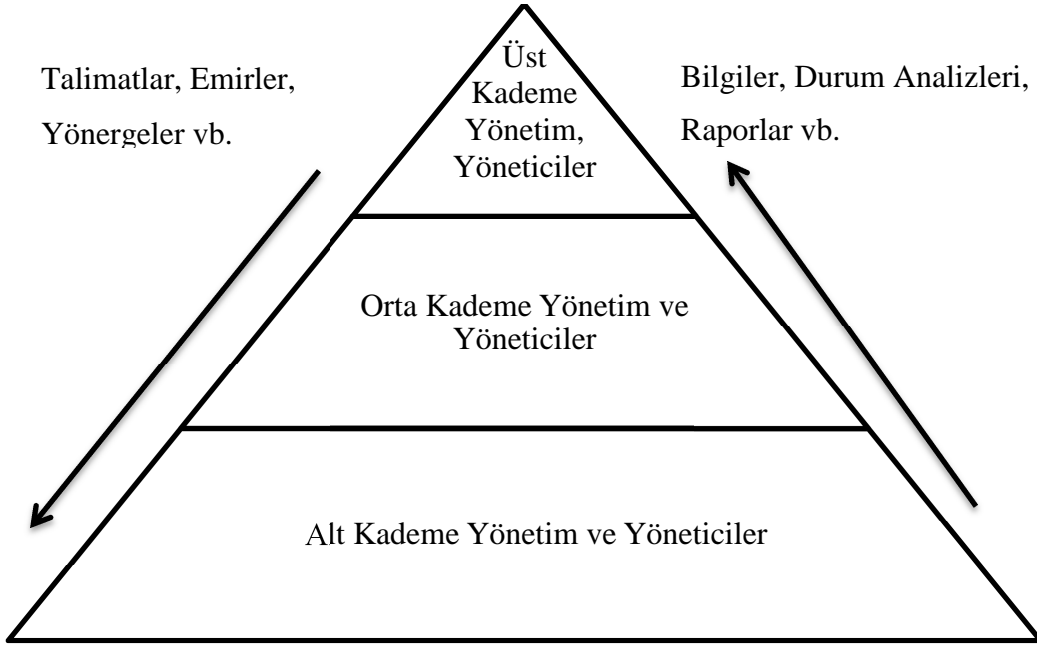 Talimatlar, Emirler,
Yönergeler vb.
Üst
Kademe
Yönetim,
Yöneticiler
Bilgiler, Durum Analizleri,
Raporlar vb.
Orta Kademe Yönetim ve
Yöneticiler
Alt Kademe Yönetim ve Yöneticiler